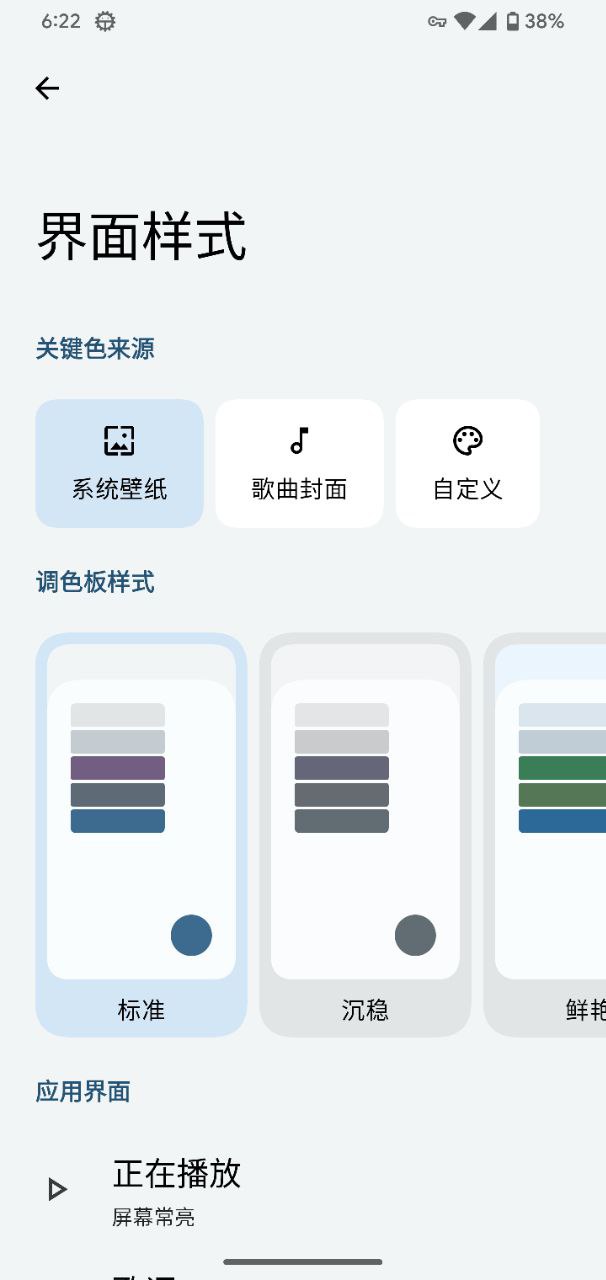 6:22
38%
界面样式
关键色来源
系统壁纸
歌曲封面
自定义
调色板样式
标准
沉稳
鲜艳
应用界面
正在播放
屏幕常亮